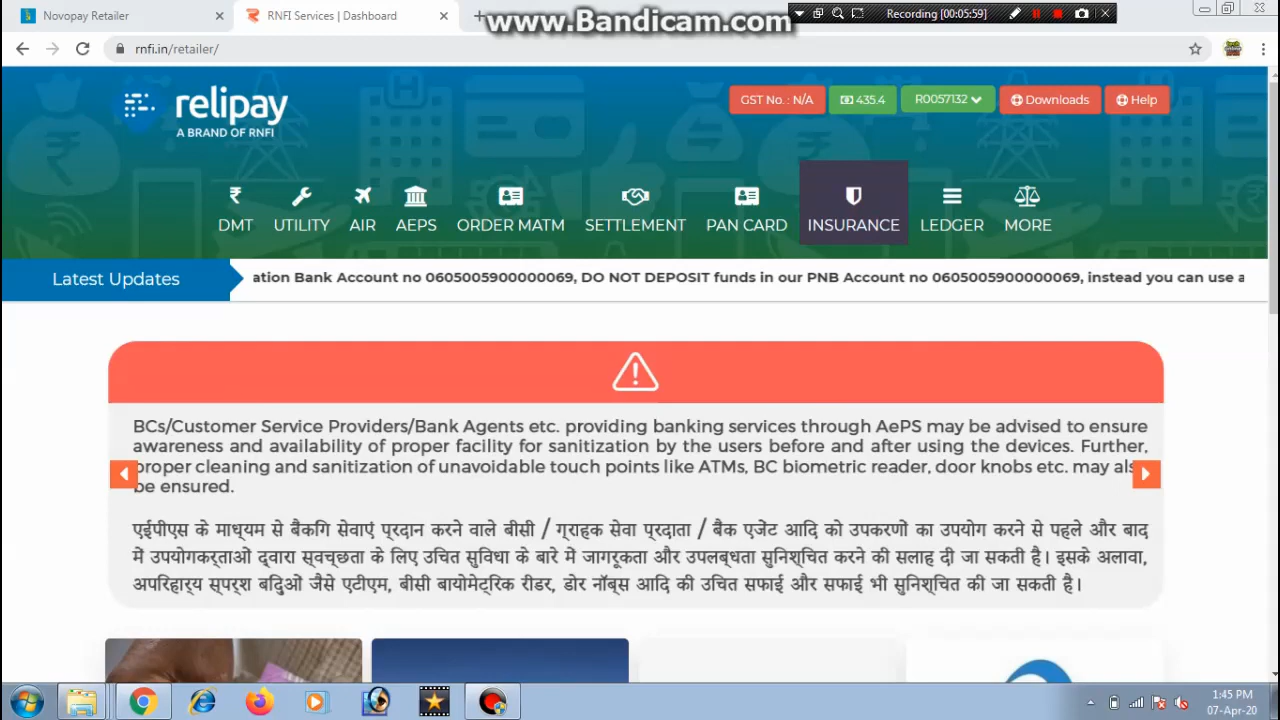 Novopay Retailer
RNFI Services | Dashboard
www.Bandicam.com
Recording [00:05:59]
rnfi.in/retailer/
relipay
A BRAND OF RNFI
GST No. : N/A
435.4
R0057132
Downloads
Help
DMT
UTILITY
AIR
AEPS
ORDER MATM
SETTLEMENT
PAN CARD
INSURANCE
LEDGER
MORE
Latest Updates
ation Bank Account no 0605005900000069, DO NOT DEPOSIT funds in our PNB Account no 0605005900000069, instead you can use a
BCs/Customer Service Providers/Bank Agents etc. providing banking services through AePS may be advised to ensure
awareness and availability of proper facility for sanitization by the users before and after using the devices. Further,
proper cleaning and sanitization of unavoidable touch points like ATMs, BC biometric reader, door knobs etc. may also
be ensured.
एईपीएस के माध्यम से बैंकिंग सेवाएं प्रदान करने वाले बीसी / ग्राहक सेवा प्रदाता / बैंक एजेंट आदि को उपकरणों का उपयोग करने से पहले और बाद
में उपयोगकर्ताओं द्वारा स्वच्छता के लिए उचित सुविधा के बारे में जागरूकता और उपलब्धता सुनिश्चित करने की सलाह दी जा सकती है। इसके अलावा,
अपरिहार्य स्पर्श बिंदुओं जैसे एटीएम, बीसी बायोमेट्रिक रीडर, डोर नॉब्स आदि की उचित सफाई और सफाई भी सुनिश्चित की जा सकती है।
1:45 PM
07-Apr-20